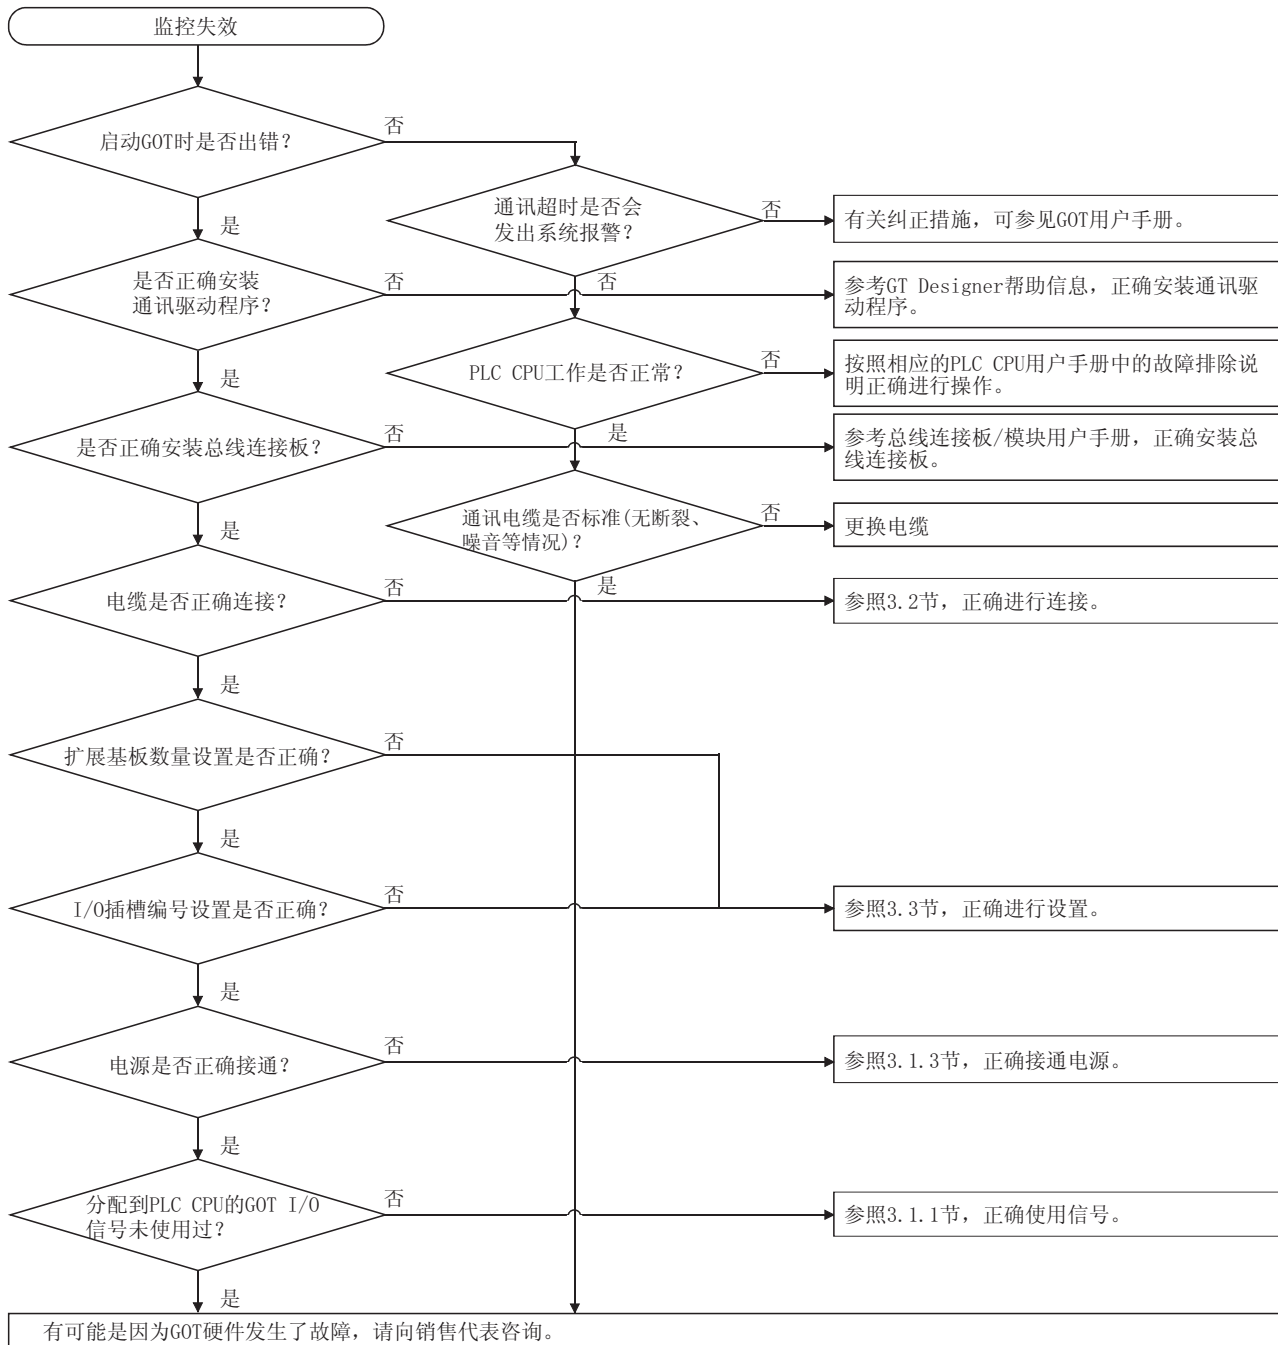 监控失效
启动GOT时是否出错?
否
是
通讯超时是否会
发出系统报警?
否
有关纠正措施，可参见GOT用户手册。
否
是否正确安装
通讯驱动程序?
否
参考GT Designer帮助信息，正确安装通讯驱
动程序。
是
PLC CPU工作是否正常?
否
按照相应的PLC CPU用户手册中的故障排除说
明正确进行操作。
是
是否正确安装总线连接板?
否
参考总线连接板/模块用户手册，正确安装总
线连接板。
是
通讯电缆是否标准(无断裂、
噪音等情况)?
否
更换电缆
是
电缆是否正确连接?
否
参照3.2节，正确进行连接。
是
扩展基板数量设置是否正确?
否
是
I/O插槽编号设置是否正确?
否
参照3.3节，正确进行设置。
是
电源是否正确接通?
否
参照3.1.3节，正确接通电源。
是
分配到PLC CPU的GOT I/O
信号未使用过?
否
参照3.1.1节，正确使用信号。
是
有可能是因为GOT硬件发生了故障，请向销售代表咨询。